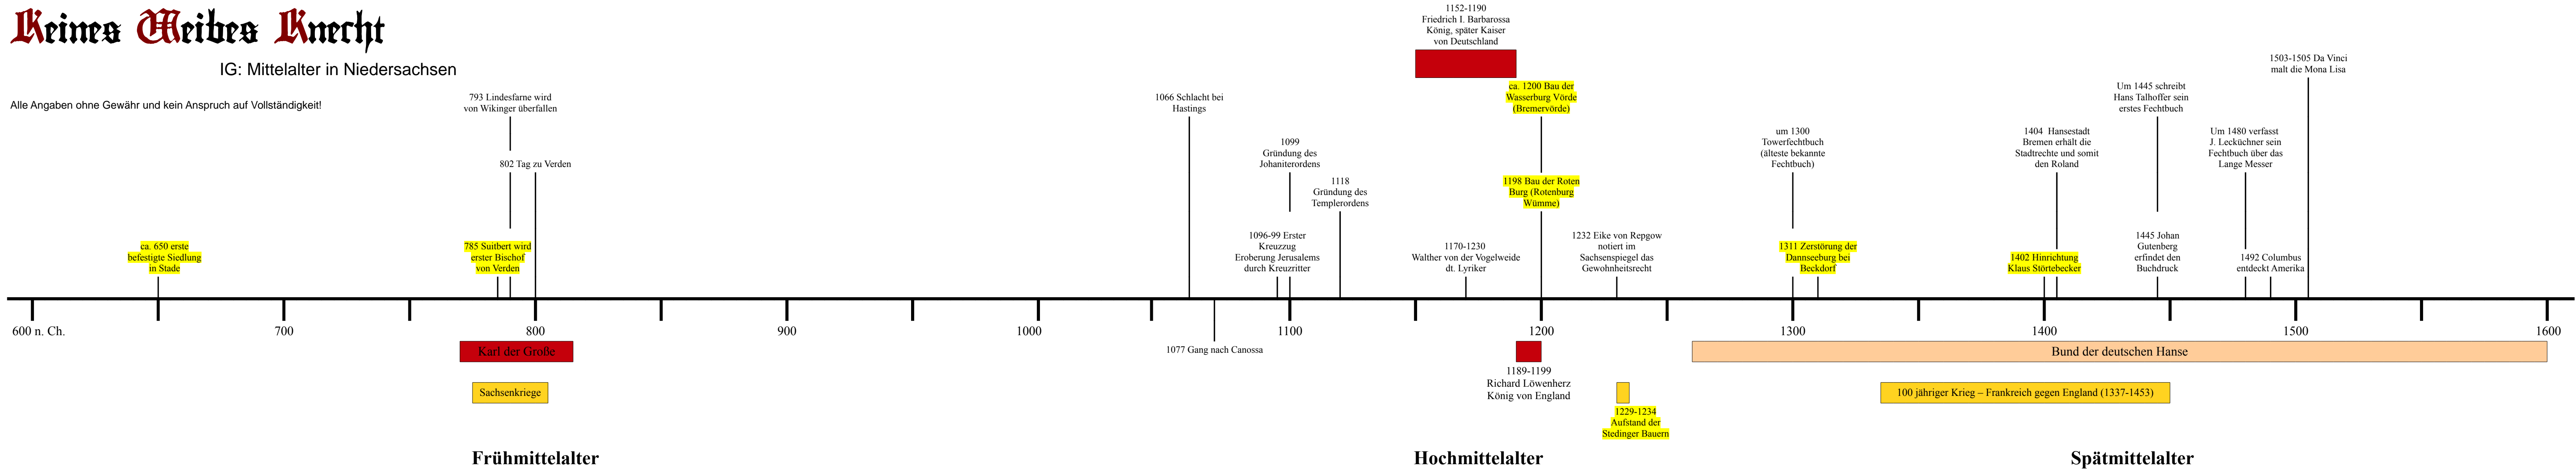 Keines Weibes Knecht
IG: Mittelalter in Niedersachsen
Alle Angaben ohne Gewähr und kein Anspruch auf Vollständigkeit!
ca. 650 erste
befestigte Siedlung
in Stade
793 Lindesfarne wird
von Wikinger überfallen
802 Tag zu Verden
785 Suitbert wird
erster Bischof
von Verden
1066 Schlacht bei
Hastings
1099
Gründung des
Johaniterordens
1118
Gründung des
Templerordens
1096-99 Erster
Kreuzzug
Eroberung Jerusalems
durch Kreuzritter
1152-1190
Friedrich I. Barbarossa
König, später Kaiser
von Deutschland
ca. 1200 Bau der
Wasserburg Vörde
(Bremervörde)
1198 Bau der Roten
Burg (Rotenburg
Wümme)
1170-1230
Walther von der Vogelweide
dt. Lyriker
1232 Eike von Repgow
notiert im
Sachsenspiegel das
Gewohnheitsrecht
um 1300
Towerfechtbuch
(älteste bekannte
Fechtbuch)
1311 Zerstörung der
Dannseeburg bei
Beckdorf
1404  Hansestadt
Bremen erhält die
Stadtrechte und somit
den Roland
1402 Hinrichtung
Klaus Störtebecker
Um 1445 schreibt
Hans Talhoffer sein
erstes Fechtbuch
1445 Johan
Gutenberg
erfindet den
Buchdruck
Um 1480 verfasst
J. Lecküchner sein
Fechtbuch über das
Lange Messer
1492 Columbus
entdeckt Amerika
1503-1505 Da Vinci
malt die Mona Lisa
600 n. Ch.
700
800
900
1000
1100
1200
1300
1400
1500
1600
Karl der Große
Sachsenkriege
1077 Gang nach Canossa
1189-1199
Richard Löwenherz
König von England
1229-1234
Aufstand der
Stedinger Bauern
Bund der deutschen Hanse
100 jähriger Krieg – Frankreich gegen England (1337-1453)
Frühmittelalter
Hochmittelalter
Spätmittelalter